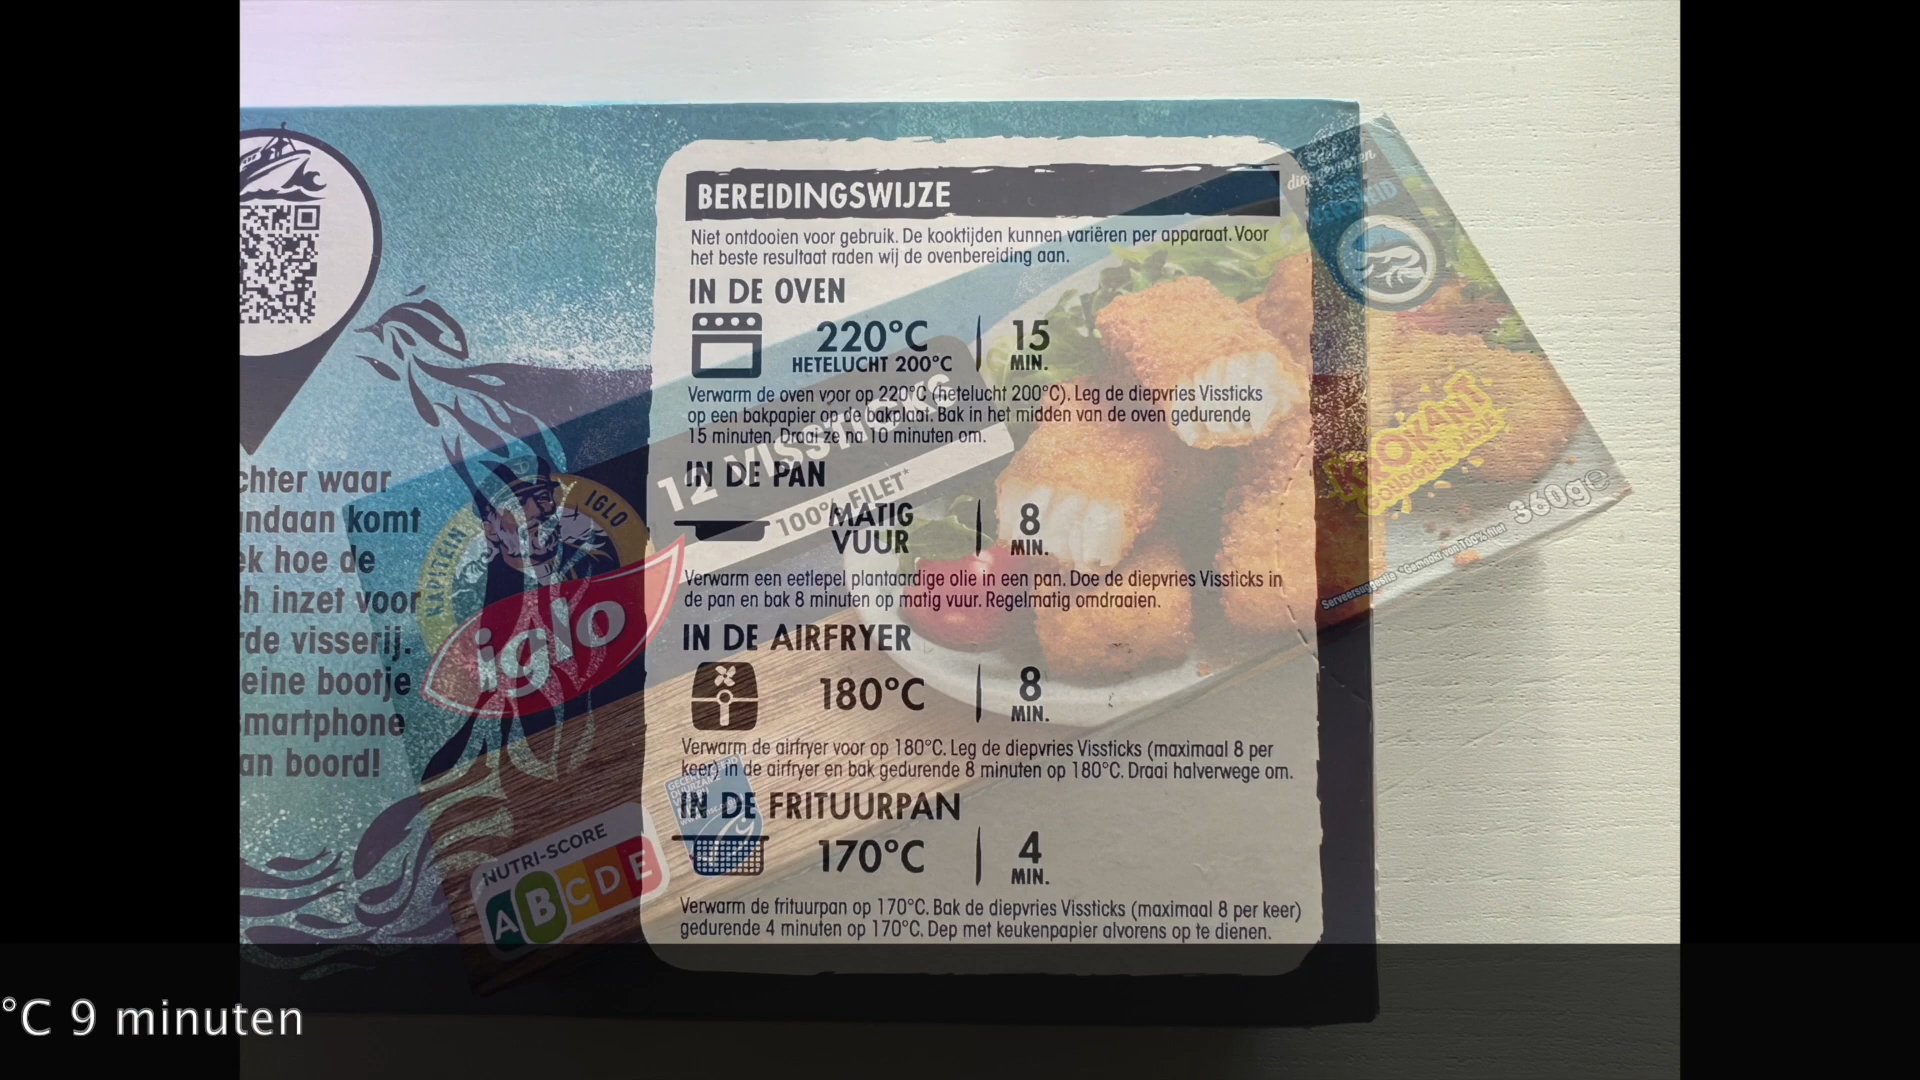 BEREIDINGSWIJZE
Niet ontdooien voor gebruik. De kooktijden kunnen variëren per apparaat. Voor
het beste resultaat raden wij de ovenbereiding aan.
IN DE OVEN
220°C
HETELUCHT 200°C
15
MIN.
Verwarm de oven voor op 220°C (hetelucht 200°C). Leg de diepvries Vissticks
op een bakpapier op de bakplaat. Bak in het midden van de oven gedurende
15 minuten. Draai ze na 10 minuten om.
IN DE PAN
MATIG
VUUR
8
MIN.
Verwarm een eetlepel plantaardige olie in een pan. Doe de diepvries Vissticks in
de pan en bak 8 minuten op matig vuur. Regelmatig omdraaien.
IN DE AIRFRYER
180°C
8
MIN.
Verwarm de airfryer voor op 180°C. Leg de diepvries Vissticks (maximaal 8 per
keer) in de airfryer en bak gedurende 8 minuten op 180°C. Draai halverwege om.
IN DE FRITUURPAN
170°C
4
MIN.
Verwarm de frituurpan op 170°C. Bak de diepvries Vissticks (maximaal 8 per keer)
gedurende 4 minuten op 170°C. Dep met keukenpapier alvorens op te dienen.
chter waar
ndaan komt
ek hoe de
h inzet voor
rde visserij.
eine bootje
martphone
an boord!
12 VISSTICKS
100% FILET*
KAPITEIN IGLO
iglo
NUTRI-SCORE
A B C D E
KROKANT
360g e
Serveersuggestie *Gemaakt van 100% filet
°C 9 minuten